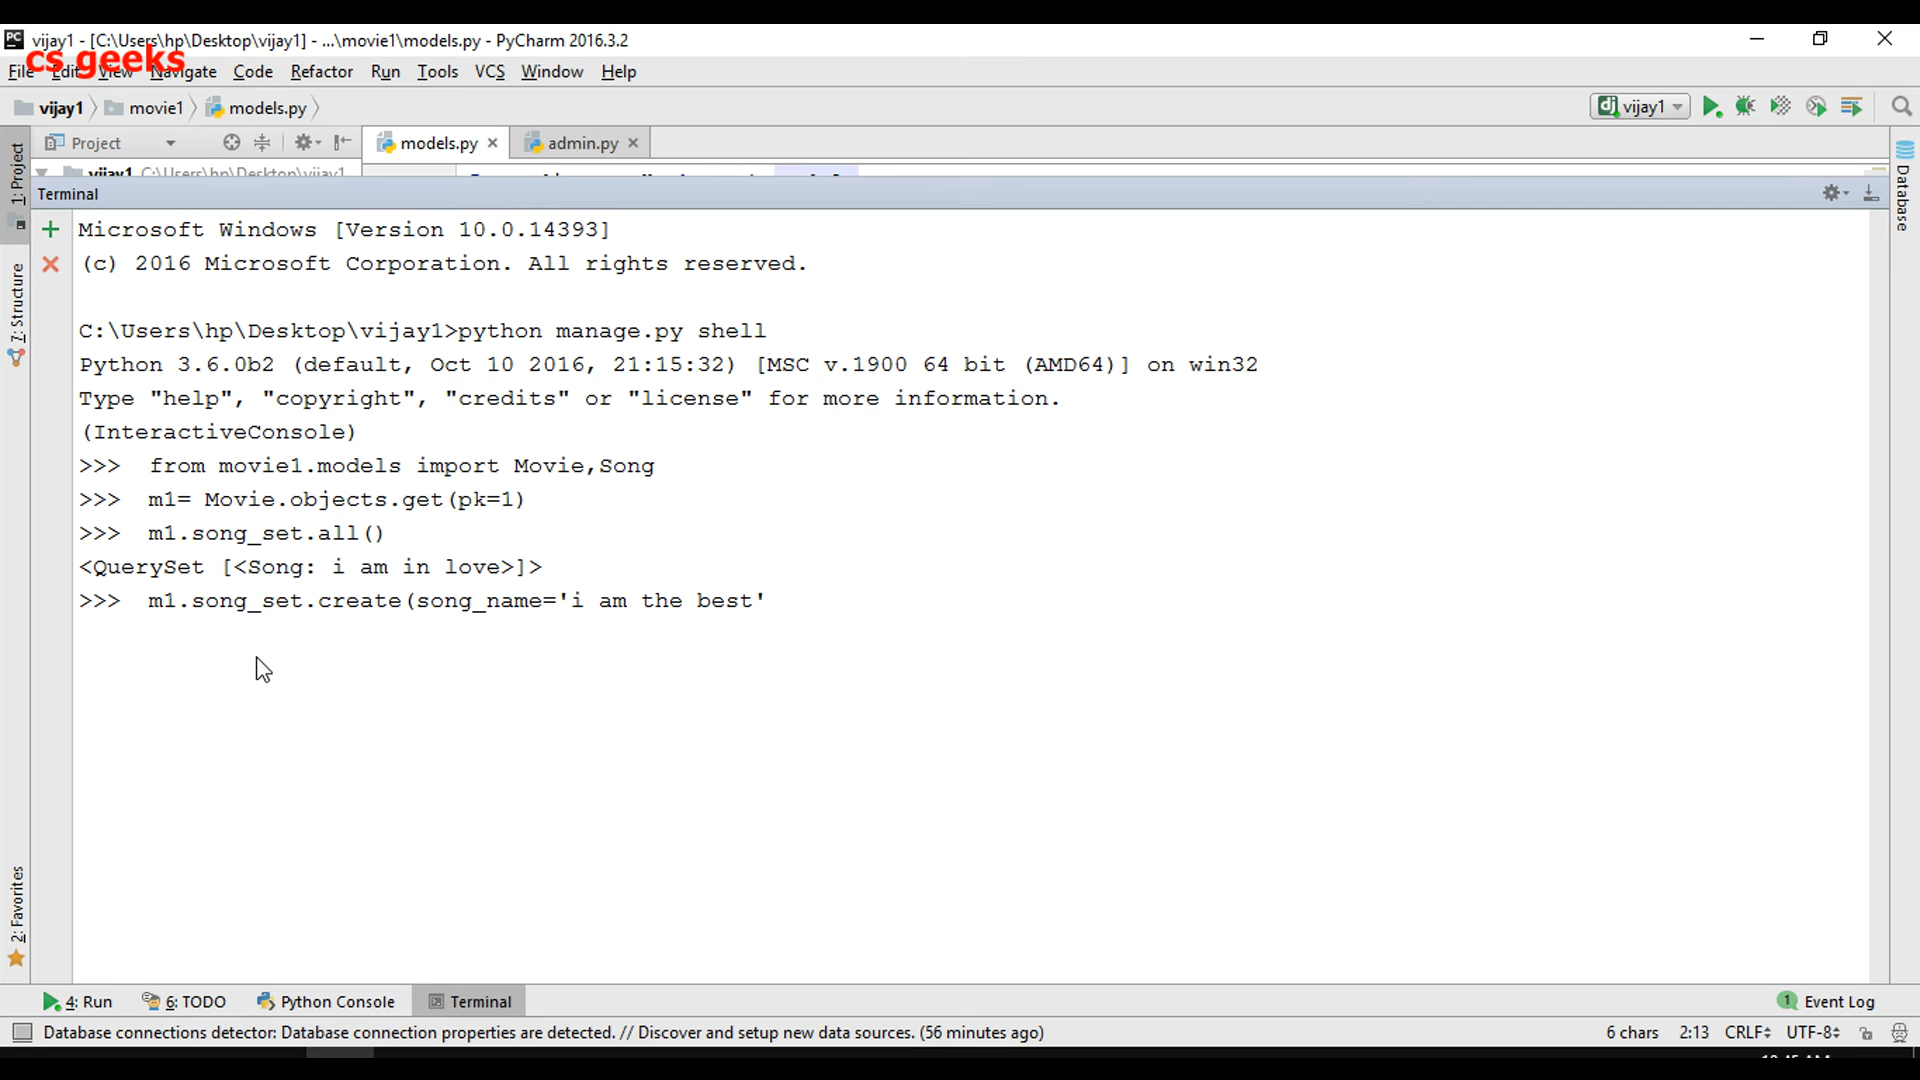 vijay1 - [C:\Users\hp\Desktop\vijay1] - ...\movie1\models.py - PyCharm 2016.3.2
cs geeks
File Edit View Navigate Code Refactor Run Tools VCS Window Help
vijay1 movie1 models.py vijay1
Project models.py admin.py
vijay1 C:\Users\hp\Desktop\vijay1
1: Project
7: Structure
2: Favorites
Database
Terminal
Microsoft Windows [Version 10.0.14393]
(c) 2016 Microsoft Corporation. All rights reserved.
C:\Users\hp\Desktop\vijay1>python manage.py shell
Python 3.6.0b2 (default, Oct 10 2016, 21:15:32) [MSC v.1900 64 bit (AMD64)] on win32
Type "help", "copyright", "credits" or "license" for more information.
(InteractiveConsole)
>>> from movie1.models import Movie,Song
>>> m1= Movie.objects.get(pk=1)
>>> m1.song_set.all()
<QuerySet [<Song: i am in love>]>
>>> m1.song_set.create(song_name='i am the best'
4: Run 6: TODO Python Console Terminal 1 Event Log
Database connections detector: Database connection properties are detected. // Discover and setup new data sources. (56 minutes ago) 6 chars 2:13 CRLF UTF-8